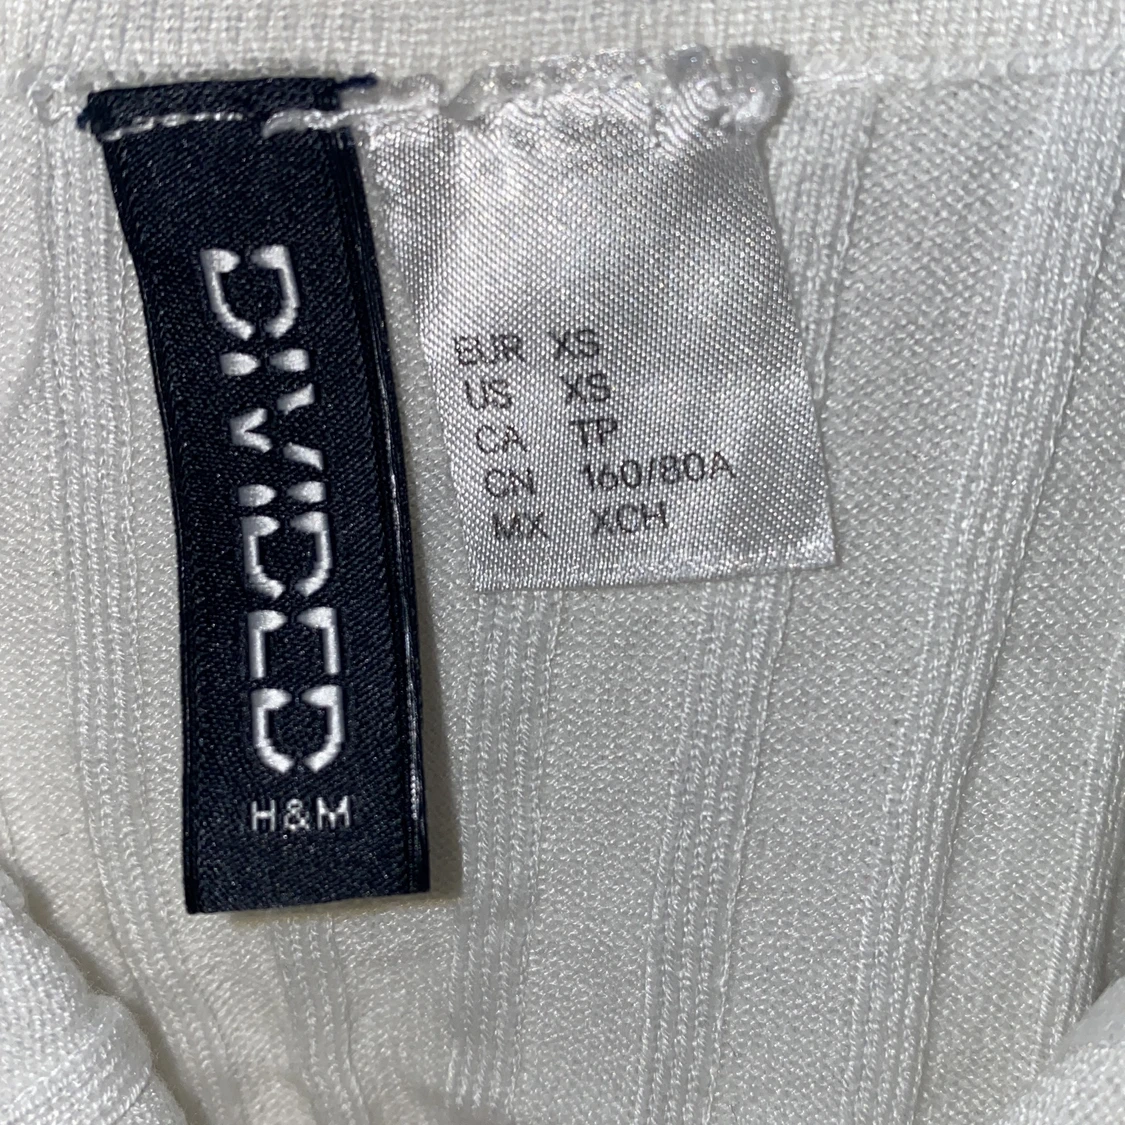 DIVIDED
H&M
EUR XS
US XS
CA TP
CN 160/80A
MX XCH